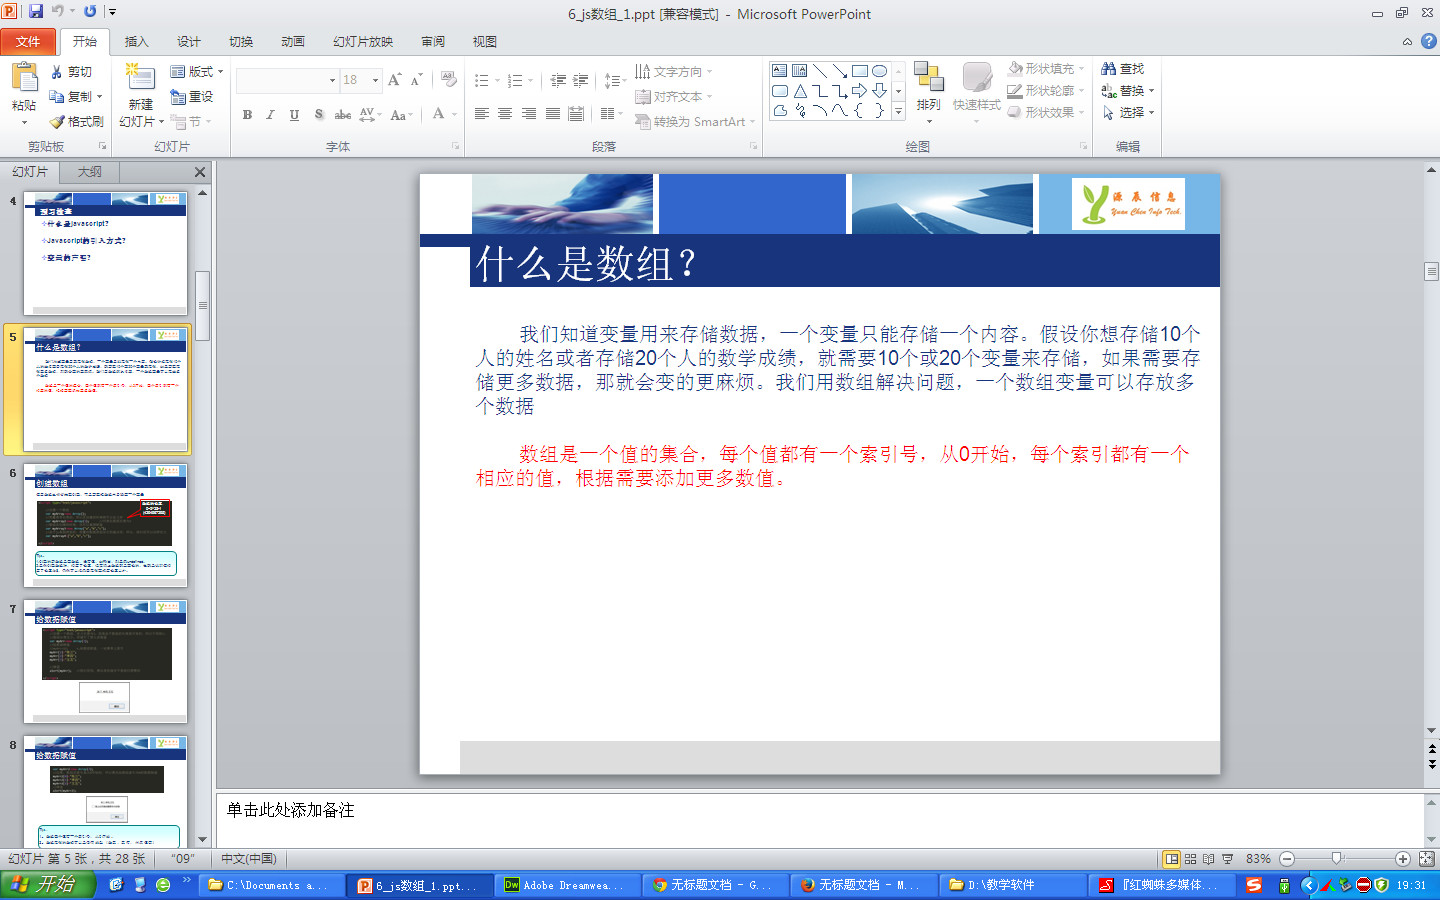 6_js数组_1.ppt [兼容模式] - Microsoft PowerPoint
文件 开始 插入 设计 切换 动画 幻灯片放映 审阅 视图
粘贴 剪切 复制 格式刷 剪贴板
新建 幻灯片 版式 重设 节 幻灯片
18 B I U S abc AV Aa A 字体
文字方向 对齐文本 转换为 SmartArt 段落
排列 快速样式 形状填充 形状轮廓 形状效果 绘图
查找 替换 选择 编辑
幻灯片 大纲
4
预习检查
什么是javascript?
Javascript的引入方式?
变量的声明?
5
什么是数组?
6
创建数组
7
给数组赋值
8
给数组赋值
源辰信息
Yuan Chen Info Tech.
什么是数组?
我们知道变量用来存储数据，一个变量只能存储一个内容。假设你想存储10个
人的姓名或者存储20个人的数学成绩，就需要10个或20个变量来存储，如果需要存
储更多数据，那就会变的更麻烦。我们用数组解决问题，一个数组变量可以存放多
个数据
数组是一个值的集合，每个值都有一个索引号，从0开始，每个索引都有一个
相应的值，根据需要添加更多数值。
单击此处添加备注
幻灯片 第 5 张，共 28 张 “09” 中文(中国) 83%
开始 C:\Documents a... 6_js数组_1.ppt... Adobe Dreamwea... 无标题文档 - G... 无标题文档 - M... D:\教学软件 『红蜘蛛多媒体... 19:31